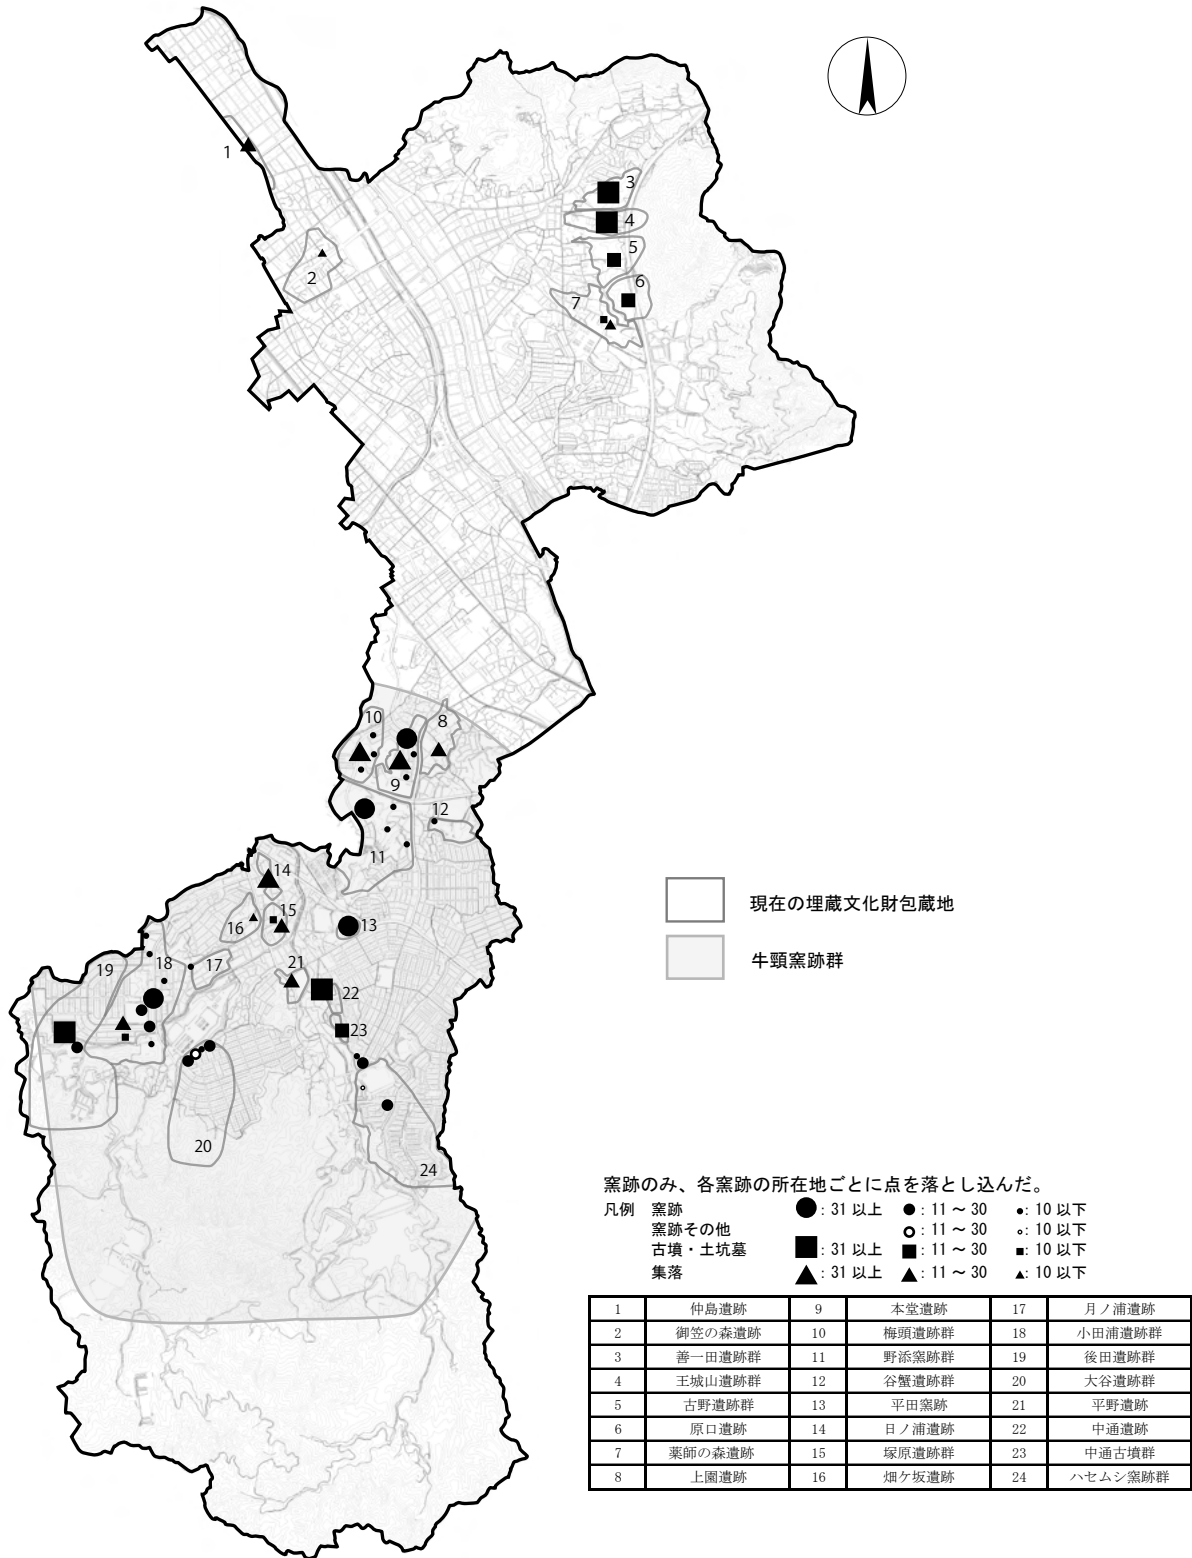 1
2
3
4
5
6
7
10
8
9
12
11
14
15
16
13
18
17
19
21
22
23
20
24
現在の埋蔵文化財包蔵地
牛頸窯跡群
窯跡のみ、各窯跡の所在地ごとに点を落とし込んだ。
凡例 窯跡 : 31 以上 : 11 ～ 30 : 10 以下
窯跡その他 : 11 ～ 30 : 10 以下
古墳・土坑墓 : 31 以上 : 11 ～ 30 : 10 以下
集落 : 31 以上 : 11 ～ 30 : 10 以下
1 仲島遺跡 9 本堂遺跡 17 月ノ浦遺跡
2 御笠の森遺跡 10 梅頭遺跡群 18 小田浦遺跡群
3 善一田遺跡群 11 野添窯跡群 19 後田遺跡群
4 王城山遺跡群 12 谷蟹遺跡群 20 大谷遺跡群
5 古野遺跡群 13 平田窯跡 21 平野遺跡
6 原口遺跡 14 日ノ浦遺跡 22 中通遺跡
7 薬師の森遺跡 15 塚原遺跡群 23 中通古墳群
8 上園遺跡 16 畑ケ坂遺跡 24 ハセムシ窯跡群